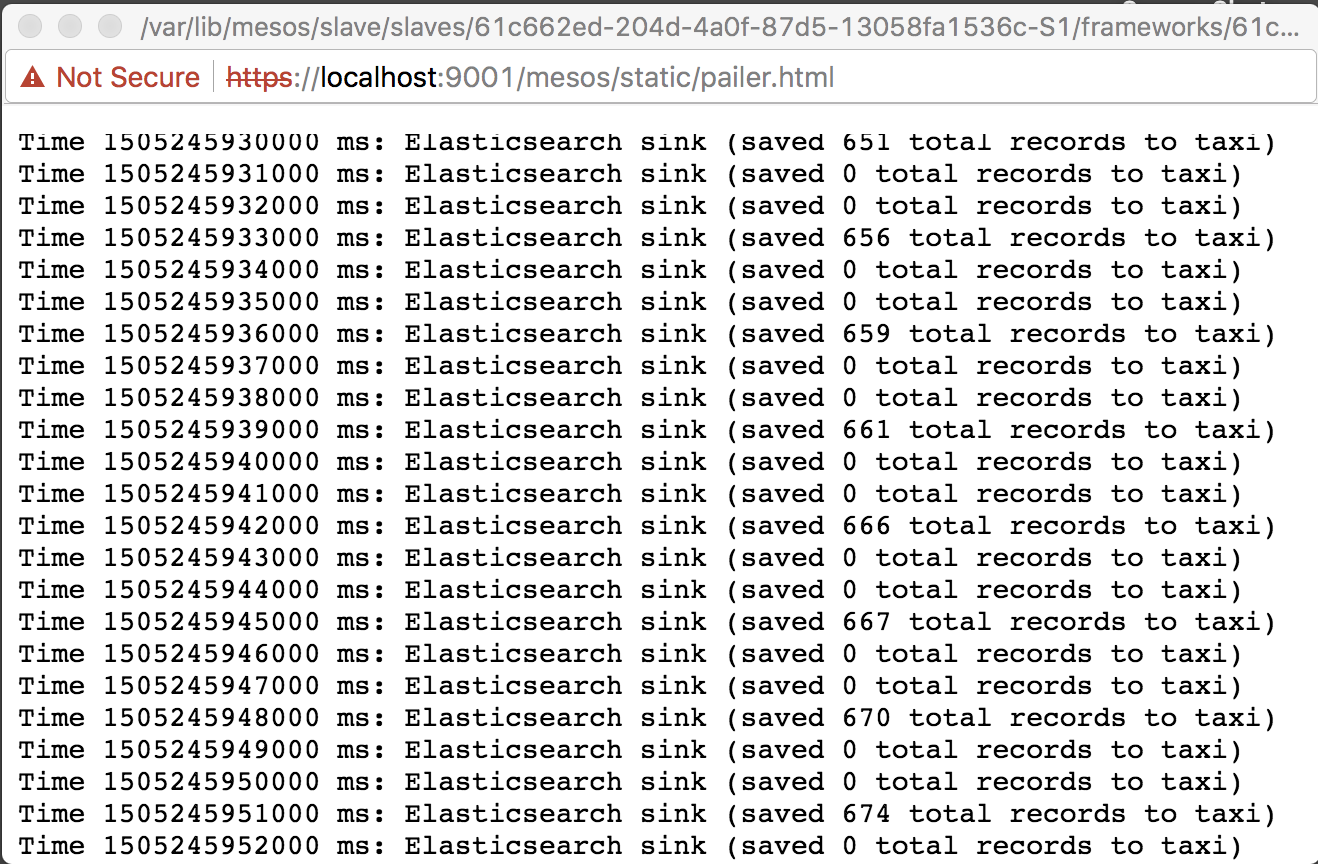 /var/lib/mesos/slave/slaves/61c662ed-204d-4a0f-87d5-13058fa1536c-S1/frameworks/61c...
Not Secure https://localhost:9001/mesos/static/pailer.html
Time 1505245930000 ms: Elasticsearch sink (saved 651 total records to taxi)
Time 1505245931000 ms: Elasticsearch sink (saved 0 total records to taxi)
Time 1505245932000 ms: Elasticsearch sink (saved 0 total records to taxi)
Time 1505245933000 ms: Elasticsearch sink (saved 656 total records to taxi)
Time 1505245934000 ms: Elasticsearch sink (saved 0 total records to taxi)
Time 1505245935000 ms: Elasticsearch sink (saved 0 total records to taxi)
Time 1505245936000 ms: Elasticsearch sink (saved 659 total records to taxi)
Time 1505245937000 ms: Elasticsearch sink (saved 0 total records to taxi)
Time 1505245938000 ms: Elasticsearch sink (saved 0 total records to taxi)
Time 1505245939000 ms: Elasticsearch sink (saved 661 total records to taxi)
Time 1505245940000 ms: Elasticsearch sink (saved 0 total records to taxi)
Time 1505245941000 ms: Elasticsearch sink (saved 0 total records to taxi)
Time 1505245942000 ms: Elasticsearch sink (saved 666 total records to taxi)
Time 1505245943000 ms: Elasticsearch sink (saved 0 total records to taxi)
Time 1505245944000 ms: Elasticsearch sink (saved 0 total records to taxi)
Time 1505245945000 ms: Elasticsearch sink (saved 667 total records to taxi)
Time 1505245946000 ms: Elasticsearch sink (saved 0 total records to taxi)
Time 1505245947000 ms: Elasticsearch sink (saved 0 total records to taxi)
Time 1505245948000 ms: Elasticsearch sink (saved 670 total records to taxi)
Time 1505245949000 ms: Elasticsearch sink (saved 0 total records to taxi)
Time 1505245950000 ms: Elasticsearch sink (saved 0 total records to taxi)
Time 1505245951000 ms: Elasticsearch sink (saved 674 total records to taxi)
Time 1505245952000 ms: Elasticsearch sink (saved 0 total records to taxi)